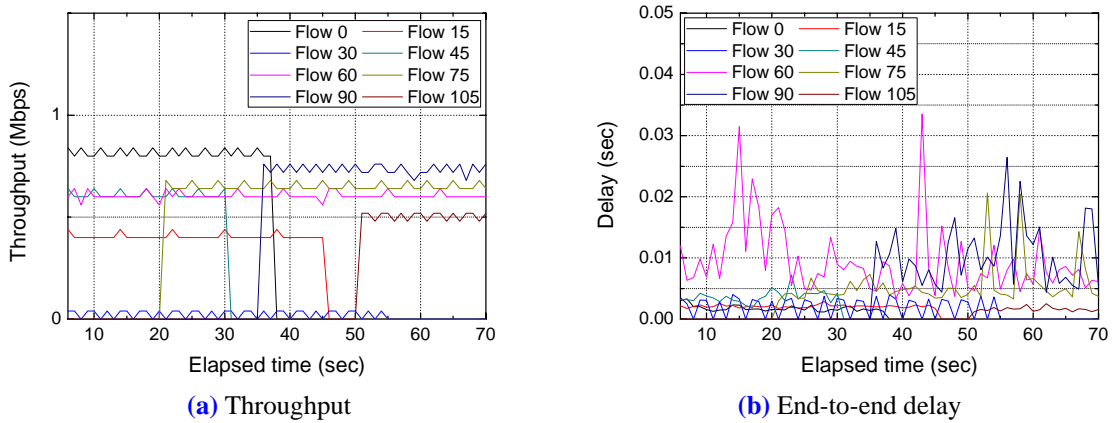 Flow 0 Flow 15
Flow 30 Flow 45
Flow 60 Flow 75
Flow 90 Flow 105
1
0
Throughput (Mbps)
10 20 30 40 50 60 70
Elapsed time (sec)
(a) Throughput
Flow 0 Flow 15
Flow 30 Flow 45
Flow 60 Flow 75
Flow 90 Flow 105
0.05
0.04
0.03
0.02
0.01
0.00
Delay (sec)
10 20 30 40 50 60 70
Elapsed time (sec)
(b) End-to-end delay